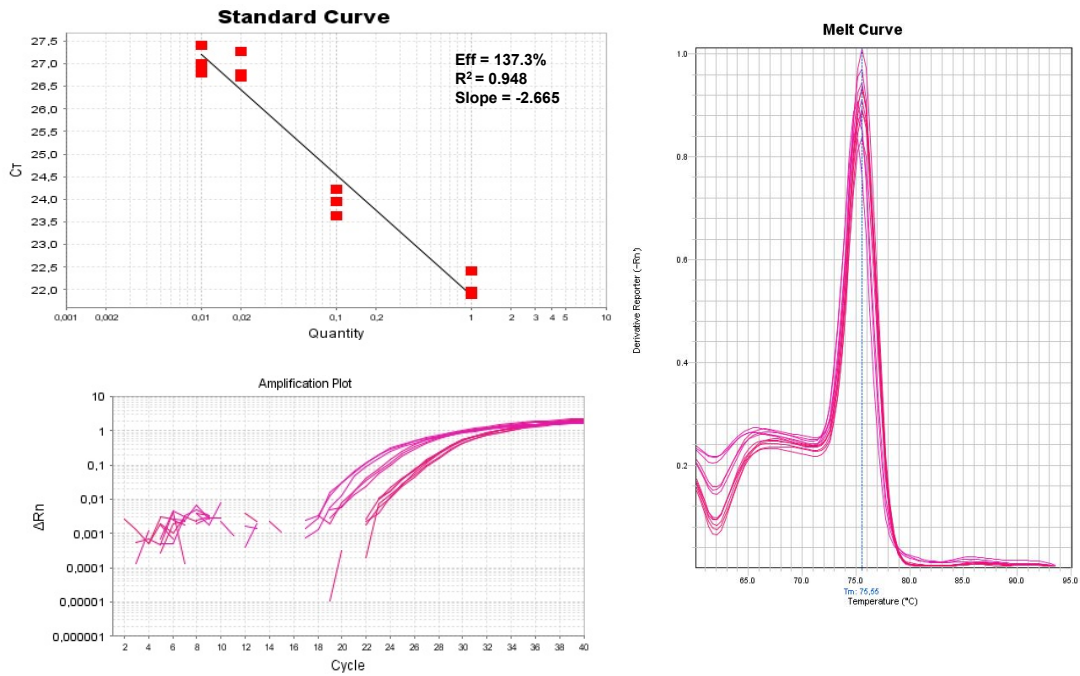 Standard Curve
27,5
27,0
26,5
26,0
25,5
25,0
24,5
24,0
23,5
23,0
22,5
22,0
CT
Eff = 137.3%
R² = 0.948
Slope = -2.665
0,001 0,002 0,01 0,02 0,1 0,2 1 2 3 4 5 10
Quantity
Amplification Plot
10
1
0,1
0,01
0,001
0,0001
0,00001
0,000001
ΔRn
2 4 6 8 10 12 14 16 18 20 22 24 26 28 30 32 34 36 38 40
Cycle
Melt Curve
1.0
0.8
0.6
0.4
0.2
Derivative Reporter (-Rn')
65.0 70.0 75.0 80.0 85.0 90.0 95.0
Tm: 75,55
Temperature (°C)